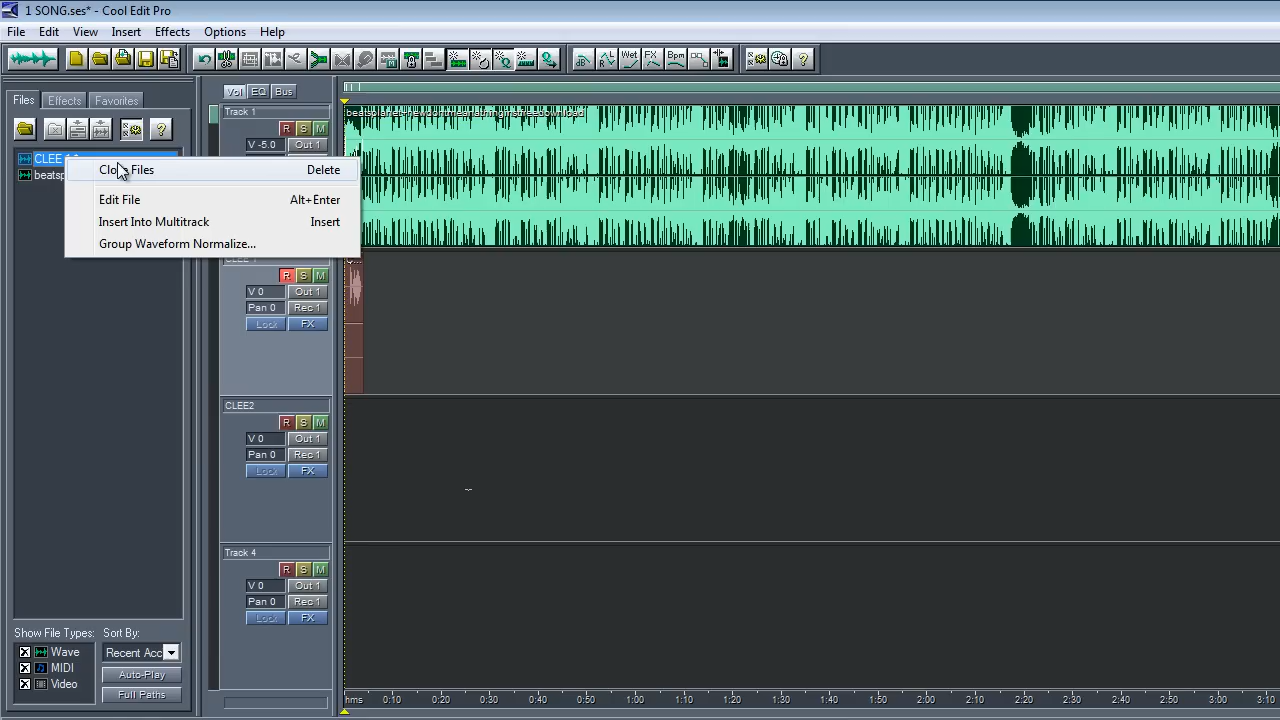 1 SONG.ses* - Cool Edit Pro
File Edit View Insert Effects Options Help
Files Effects Favorites
Vol EQ Bus
CLEE
beatsp
Close Files Delete
Edit File Alt+Enter
Insert Into Multitrack Insert
Group Waveform Normalize...
Track 1
R S M
V -5.0 Out 1
R S M
V 0 Out 1
Pan 0 Rec 1
Lock FX
CLEE2
R S M
V 0 Out 1
Pan 0 Rec 1
Lock FX
Track 4
R S M
V 0 Out 1
Pan 0 Rec 1
Lock FX
Show File Types: Sort By:
Wave
MIDI
Video
Recent Acc
Auto-Play
Full Paths
hms 0:10 0:20 0:30 0:40 0:50 1:00 1:10 1:20 1:30 1:40 1:50 2:00 2:10 2:20 2:30 2:40 2:50 3:00 3:10